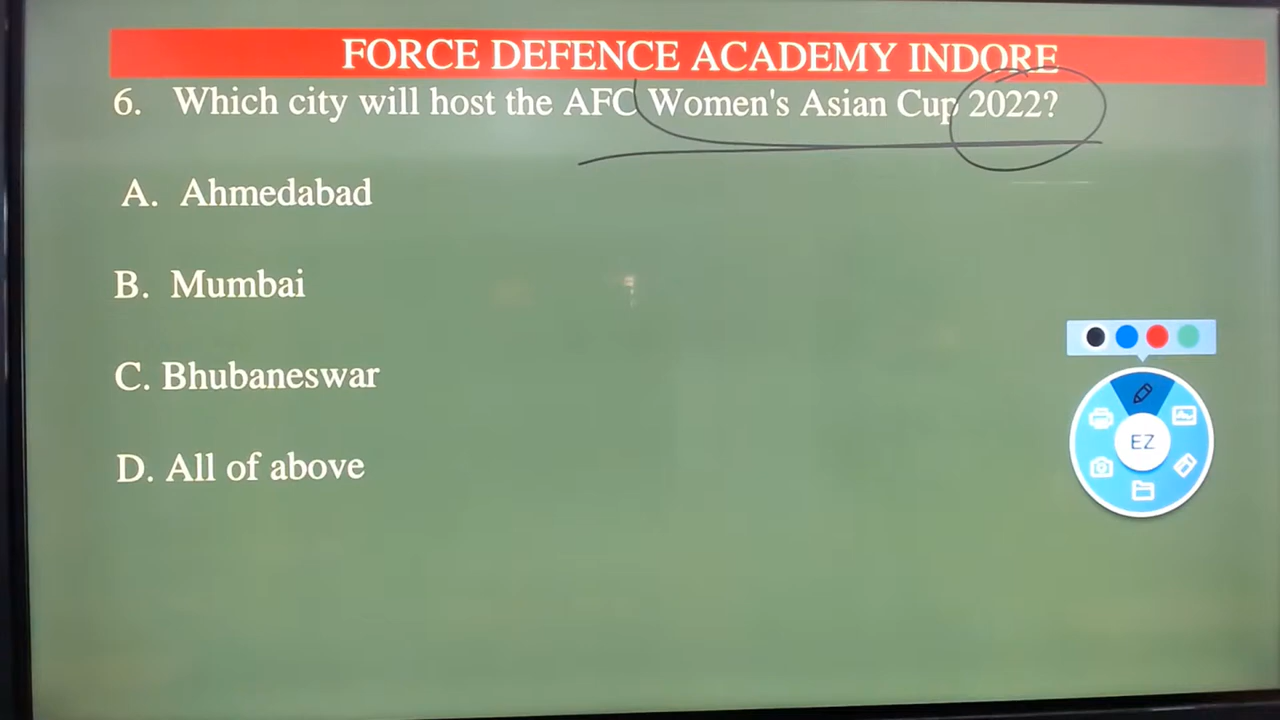 FORCE DEFENCE ACADEMY INDORE
6. Which city will host the AFC Women's Asian Cup 2022?
A. Ahmedabad
B. Mumbai
C. Bhubaneswar
D. All of above
EZ